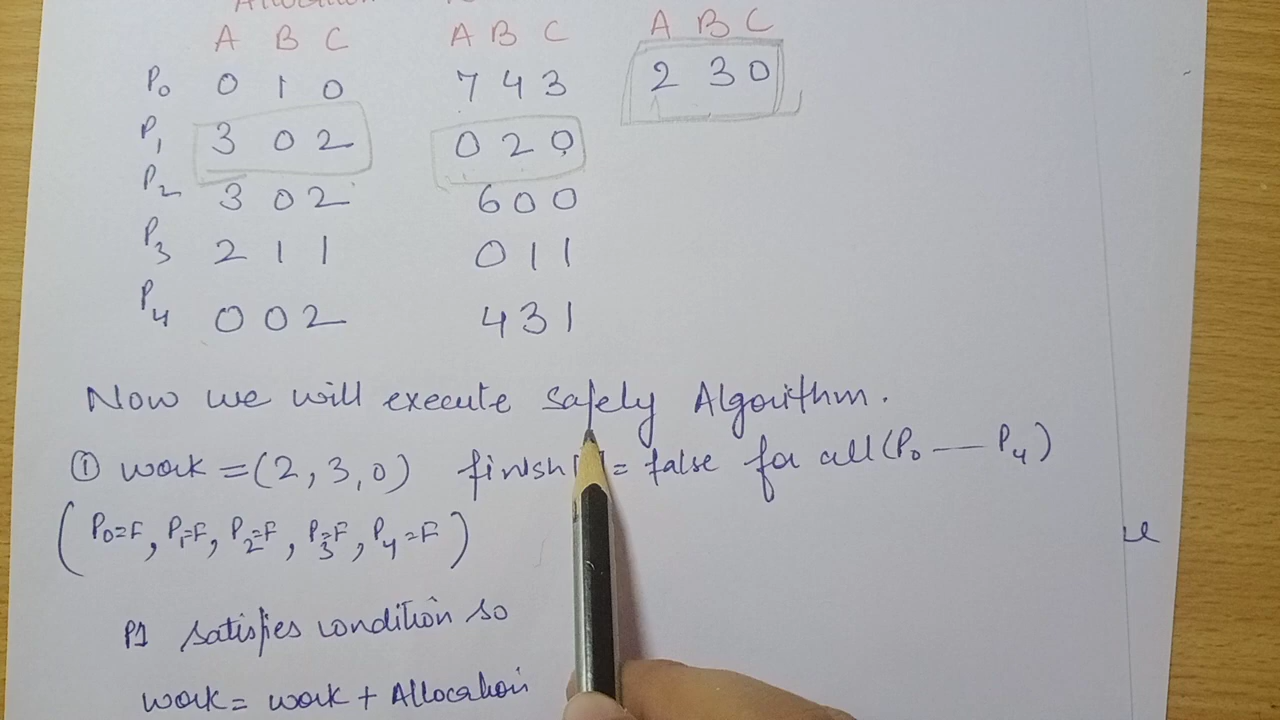 Allocation
A B C A B C A B C
P0 0 1 0 7 4 3 2 3 0
P1 3 0 2 0 2 0
P2 3 0 2 6 0 0
P3 2 1 1 0 1 1
P4 0 0 2 4 3 1
Now we will execute Safely Algorithm.
① work = (2, 3, 0) finish[ ] = false for all (P0 — P4)
(P0=F, P1=F, P2=F, P3=F, P4=F)
P1 satisfies condition so
work = work + Allocation